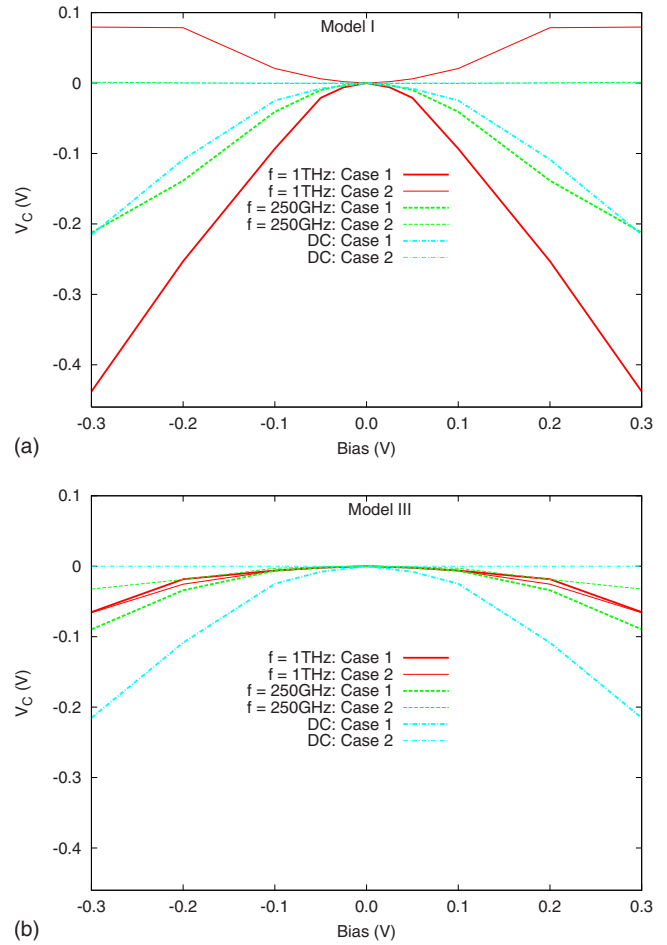 0.1
Model I
0
-0.1
f = 1THz: Case 1
f = 1THz: Case 2
f = 250GHz: Case 1
f = 250GHz: Case 2
DC: Case 1
DC: Case 2
V_C (V)
-0.2
-0.3
-0.4
-0.3 -0.2 -0.1 0.0 0.1 0.2 0.3
(a)
Bias (V)
0.1
Model III
0
-0.1
f = 1THz: Case 1
f = 1THz: Case 2
f = 250GHz: Case 1
f = 250GHz: Case 2
DC: Case 1
DC: Case 2
V_C (V)
-0.2
-0.3
-0.4
-0.3 -0.2 -0.1 0.0 0.1 0.2 0.3
(b)
Bias (V)